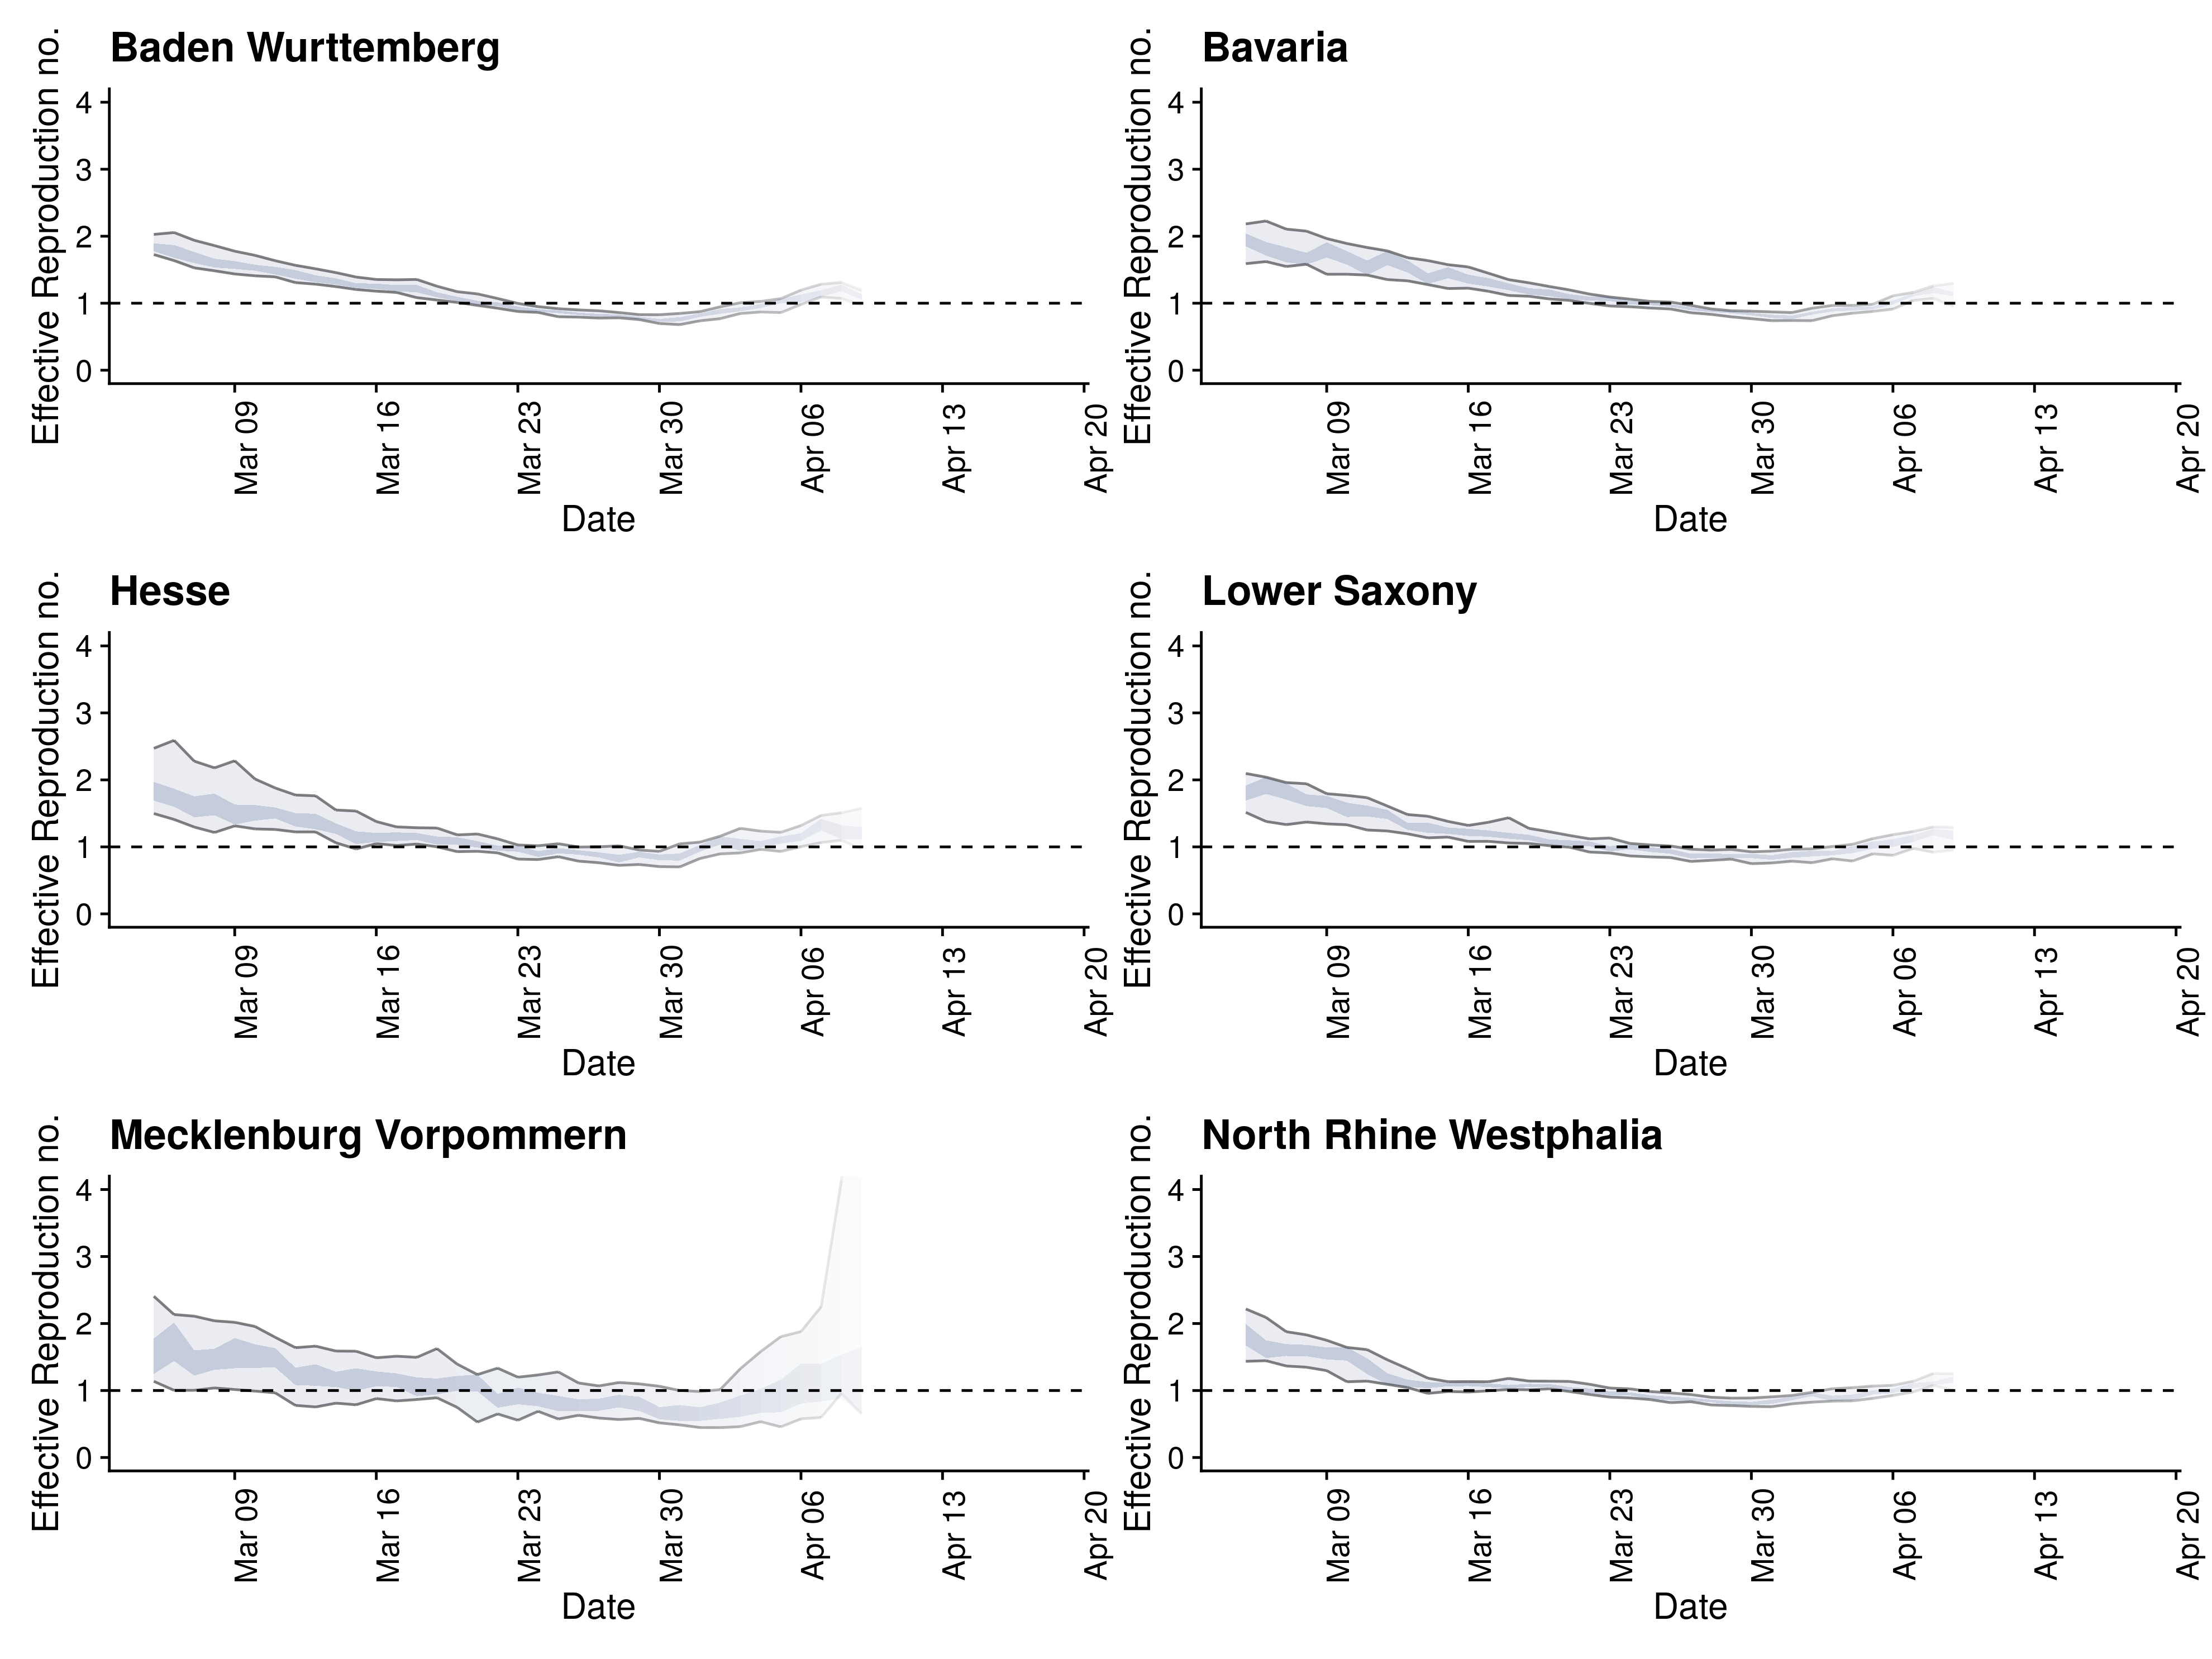 Baden Wurttemberg
Effective Reproduction no.
4
3
2
1
0
Mar 09
Mar 16
Mar 23
Mar 30
Apr 06
Apr 13
Apr 20
Date
Bavaria
Effective Reproduction no.
4
3
2
1
0
Mar 09
Mar 16
Mar 23
Mar 30
Apr 06
Apr 13
Apr 20
Date
Hesse
Effective Reproduction no.
4
3
2
1
0
Mar 09
Mar 16
Mar 23
Mar 30
Apr 06
Apr 13
Apr 20
Date
Lower Saxony
Effective Reproduction no.
4
3
2
1
0
Mar 09
Mar 16
Mar 23
Mar 30
Apr 06
Apr 13
Apr 20
Date
Mecklenburg Vorpommern
Effective Reproduction no.
4
3
2
1
0
Mar 09
Mar 16
Mar 23
Mar 30
Apr 06
Apr 13
Apr 20
Date
North Rhine Westphalia
Effective Reproduction no.
4
3
2
1
0
Mar 09
Mar 16
Mar 23
Mar 30
Apr 06
Apr 13
Apr 20
Date